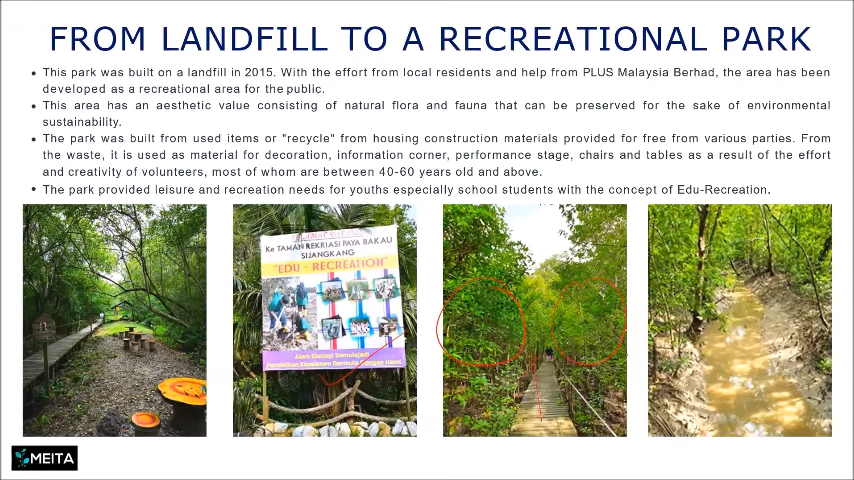 FROM LANDFILL TO A RECREATIONAL PARK
• This park was built on a landfill in 2015. With the effort from local residents and help from PLUS Malaysia Berhad, the area has been
developed as a recreational area for the public.
• This area has an aesthetic value consisting of natural flora and fauna that can be preserved for the sake of environmental
sustainability.
• The park was built from used items or "recycle" from housing construction materials provided for free from various parties. From
the waste, it is used as material for decoration, information corner, performance stage, chairs and tables as a result of the effort
and creativity of volunteers, most of whom are between 40-60 years old and above.
• The park provided leisure and recreation needs for youths especially school students with the concept of Edu-Recreation.
KE TAMAN REKRIASI PAYA BAKAU
SIJANGKANG
"EDU - RECREATION"
Alam Ekologi Semulajadi
Pendidikan Ekosistem Bermula Dengan Kami
MEITA